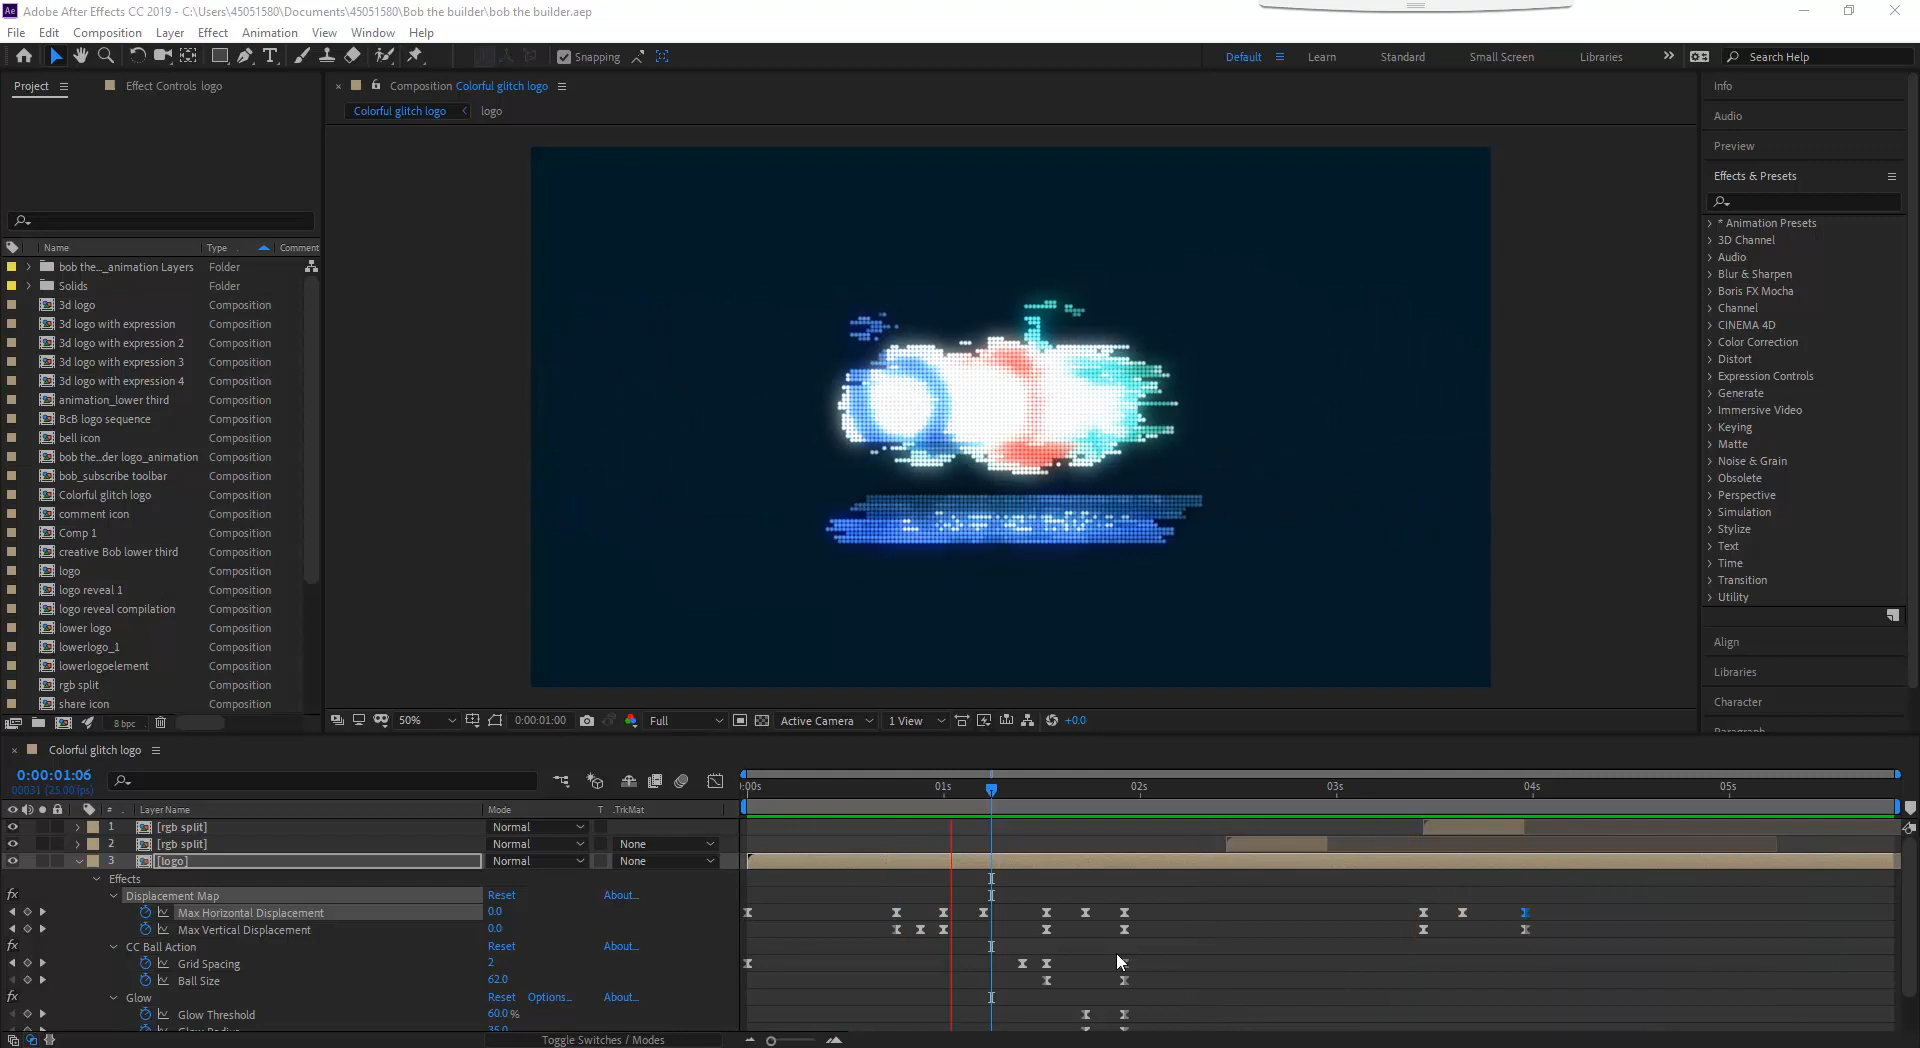 Adobe After Effects CC 2019 - C:\Users\45051580\Documents\45051580\Bob the builder\bob the builder.aep
File Edit Composition Layer Effect Animation View Window Help
Snapping Default Learn Standard Small Screen Libraries Search Help
Project Effect Controls logo
Composition Colorful glitch logo
Colorful glitch logo logo
Name Type Comment
bob the..._animation Layers Folder
Solids Folder
3d logo Composition
3d logo with expression Composition
3d logo with expression 2 Composition
3d logo with expression 3 Composition
3d logo with expression 4 Composition
animation_lower third Composition
BcB logo sequence Composition
bell icon Composition
bob the...der logo_animation Composition
bob_subscribe toolbar Composition
Colorful glitch logo Composition
comment icon Composition
Comp 1 Composition
creative Bob lower third Composition
logo Composition
logo reveal 1 Composition
logo reveal compilation Composition
lower logo Composition
lowerlogo_1 Composition
lowerlogoelement Composition
rgb split Composition
share icon Composition
8 bpc
50% 0:00:01:00 Full Active Camera 1 View +0.0
Info
Audio
Preview
Effects & Presets
* Animation Presets
3D Channel
Audio
Blur & Sharpen
Boris FX Mocha
Channel
CINEMA 4D
Color Correction
Distort
Expression Controls
Generate
Immersive Video
Keying
Matte
Noise & Grain
Obsolete
Perspective
Simulation
Stylize
Text
Time
Transition
Utility
Align
Libraries
Character
Paragraph
Colorful glitch logo
0:00:01:06
00031 (25.00 fps)
:00s 01s 02s 03s 04s 05s
# Layer Name Mode T .TrkMat
1 [rgb split] Normal
2 [rgb split] Normal None
3 [logo] Normal None
Effects
fx Displacement Map Reset About...
Max Horizontal Displacement 0.0
Max Vertical Displacement 0.0
fx CC Ball Action Reset About...
Grid Spacing 2
Ball Size 62.0
fx Glow Reset Options... About...
Glow Threshold 60.0 %
Glow Radius 35.0
Toggle Switches / Modes